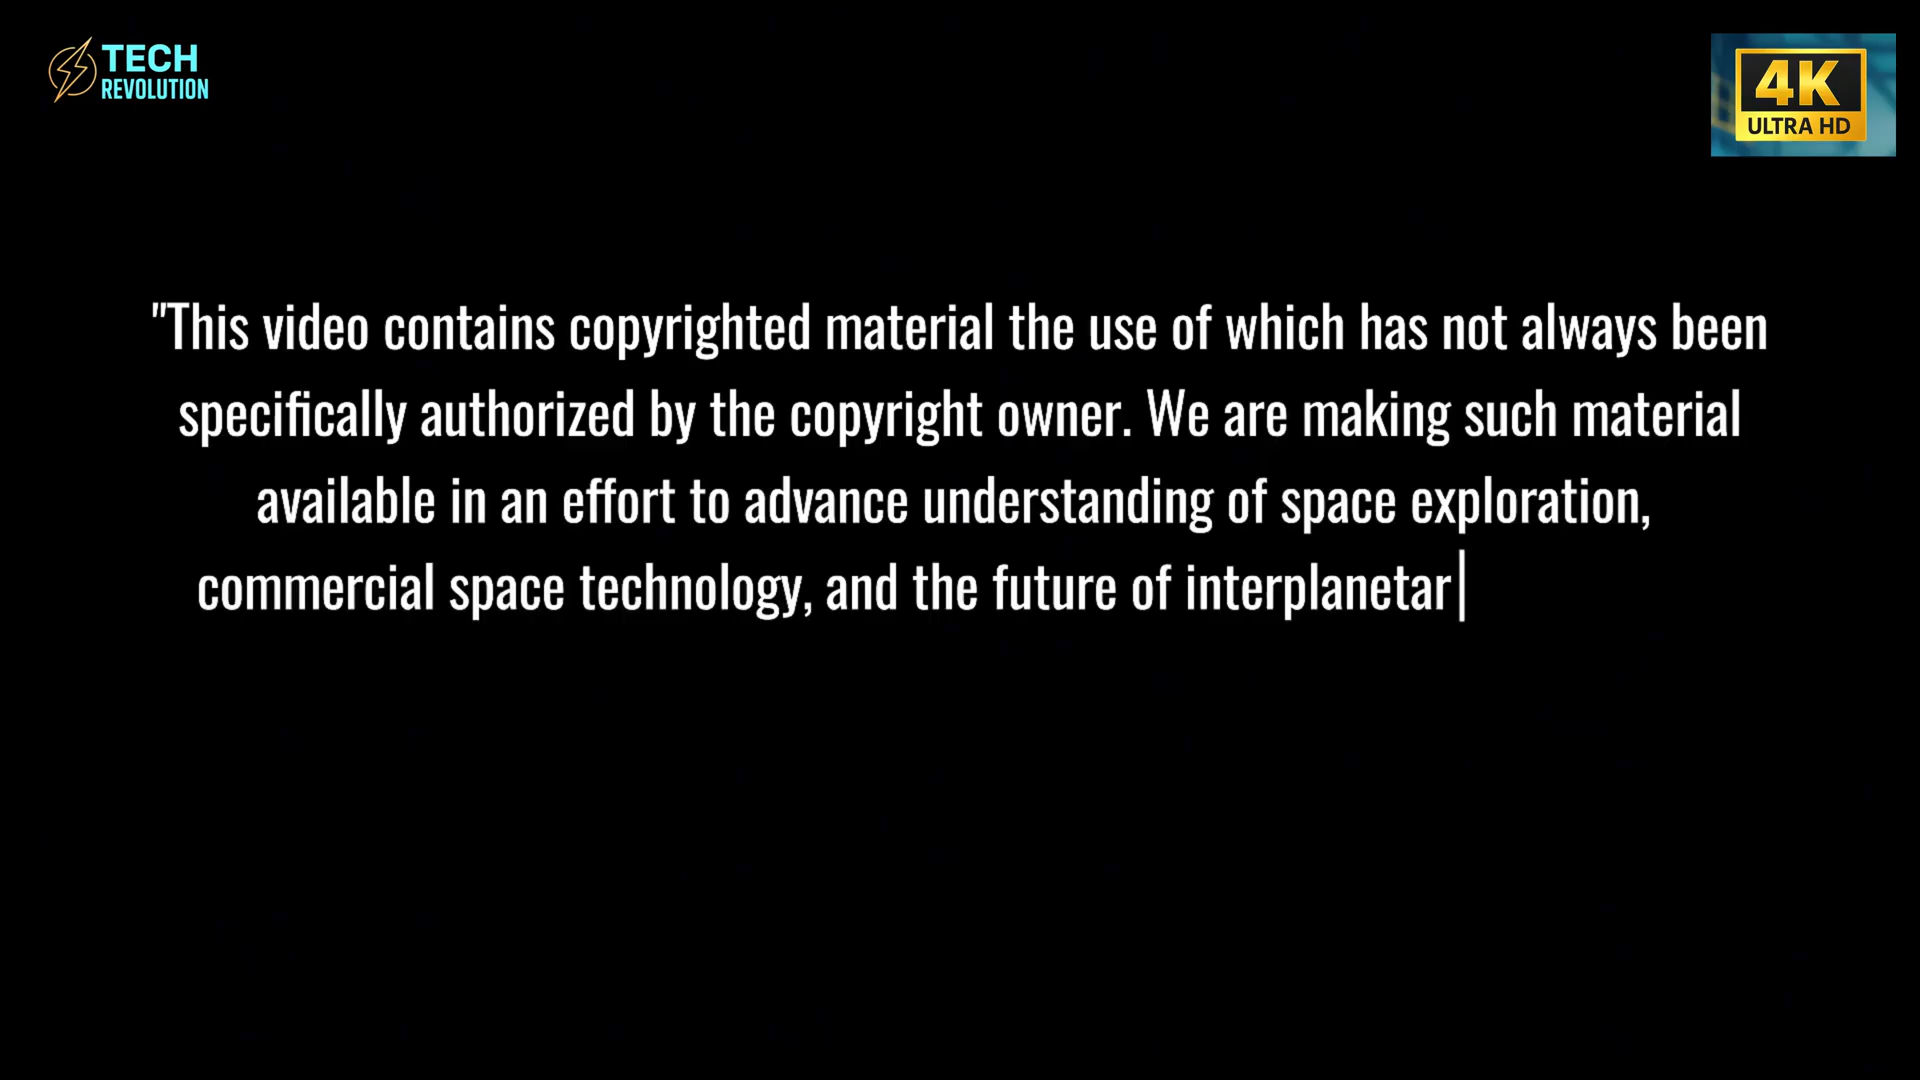 TECH
REVOLUTION
4K
ULTRA HD
"This video contains copyrighted material the use of which has not always been
specifically authorized by the copyright owner. We are making such material
available in an effort to advance understanding of space exploration,
commercial space technology, and the future of interplanetar